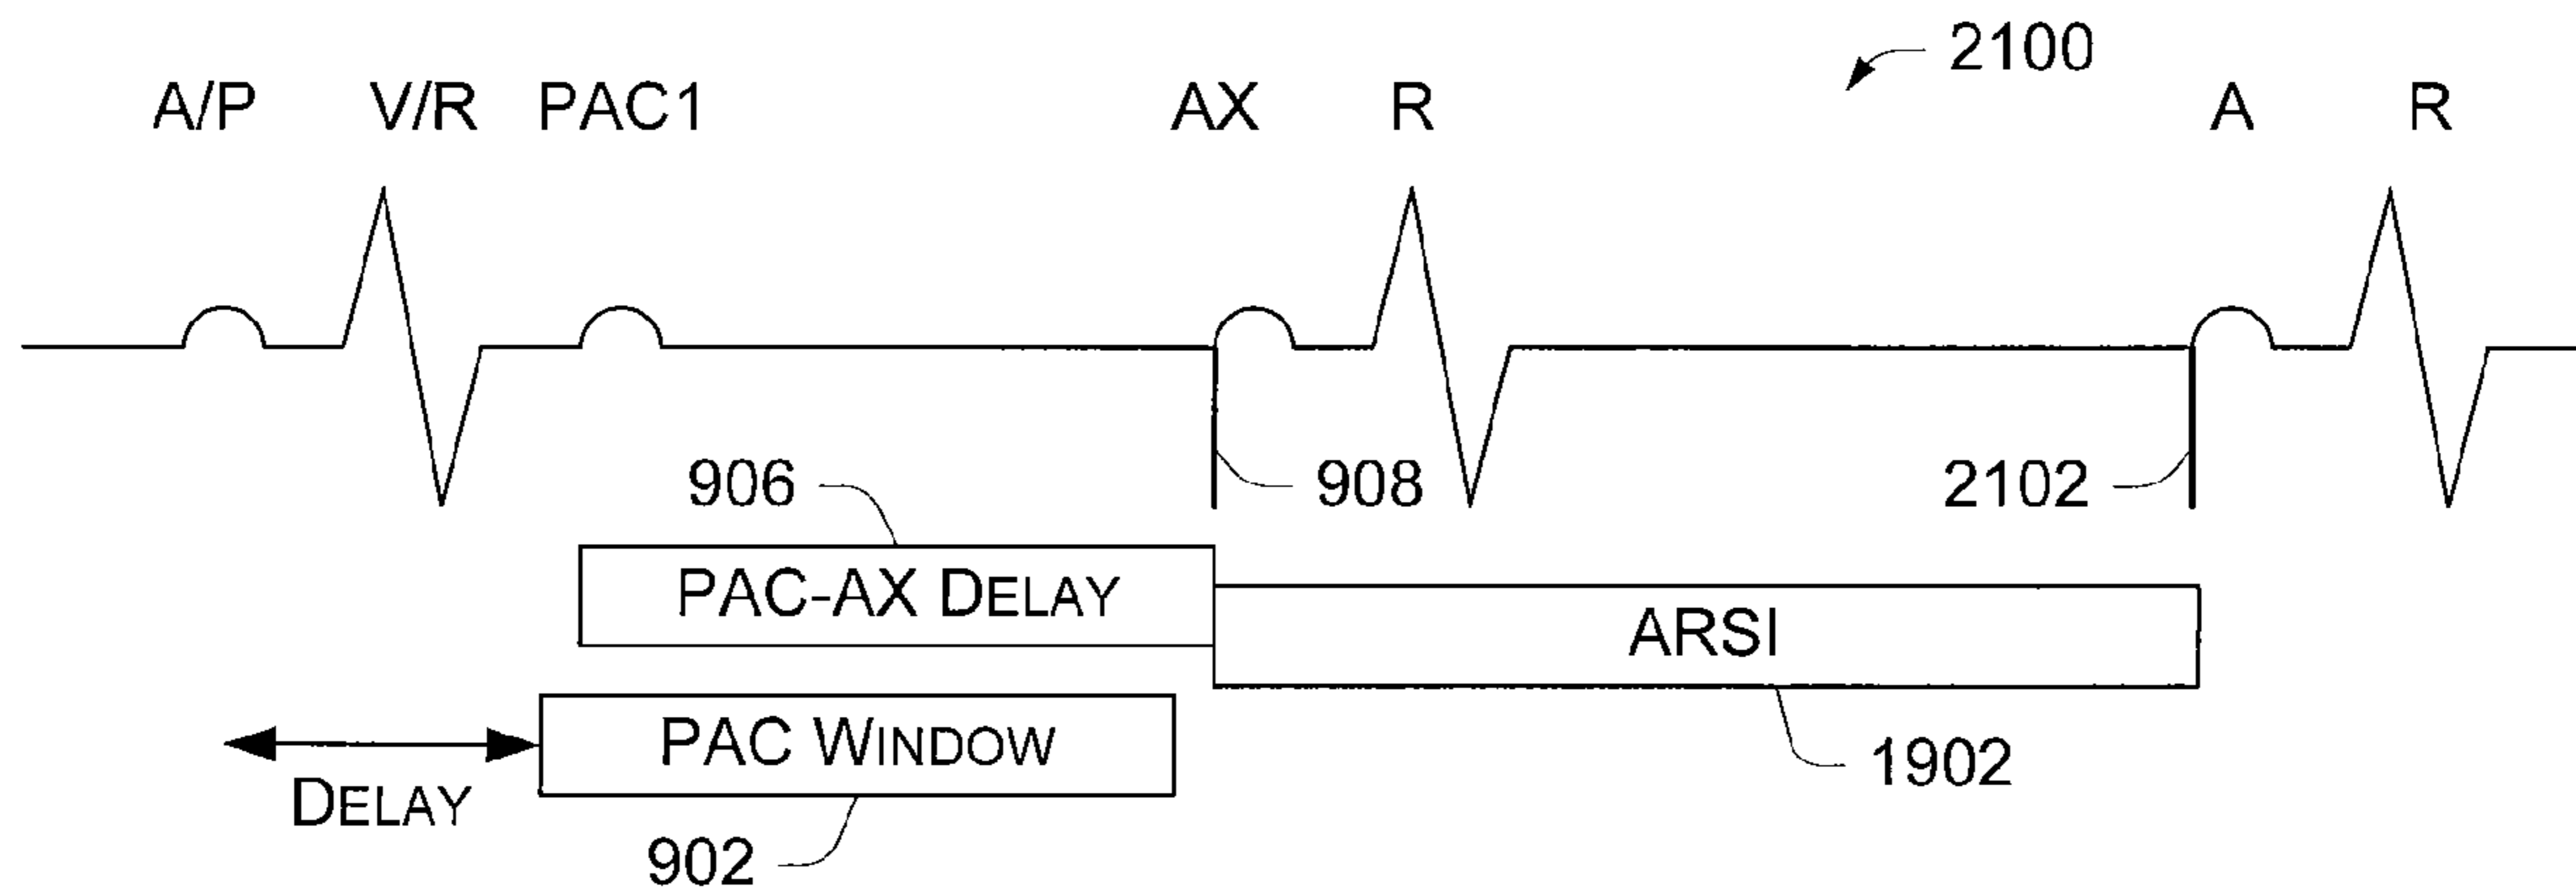 2100
A/P V/R PAC1 AX R A R
906 908 2102
PAC-AX DELAY
ARSI
PAC WINDOW
1902
DELAY
902